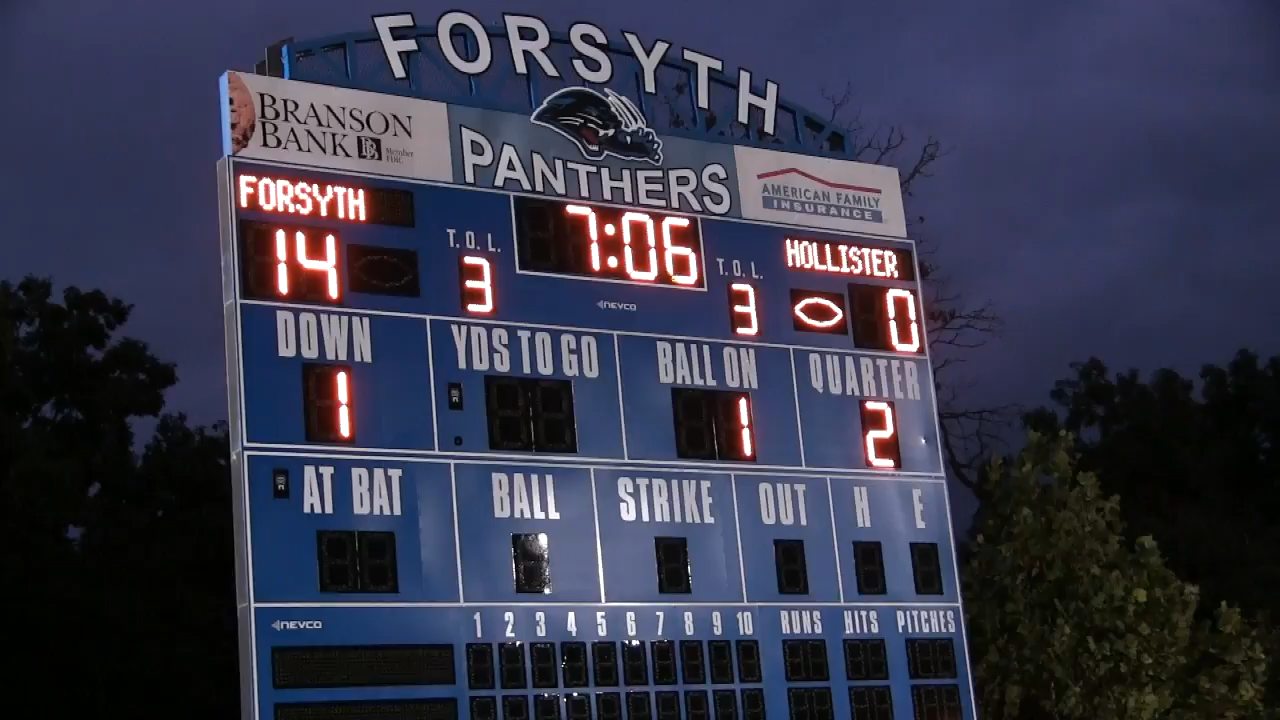 FORSYTH
BRANSON
BANK
Member
FDIC
PANTHERS
AMERICAN FAMILY
INSURANCE
FORSYTH
14
T. O. L.
3
7:06
NEVCO
T. O. L.
3
HOLLISTER
0
DOWN
1
YDS TO GO
BALL ON
1
QUARTER
2
AT BAT
BALL
STRIKE
OUT
H
E
NEVCO
1 2 3 4 5 6 7 8 9 10 RUNS HITS PITCHES